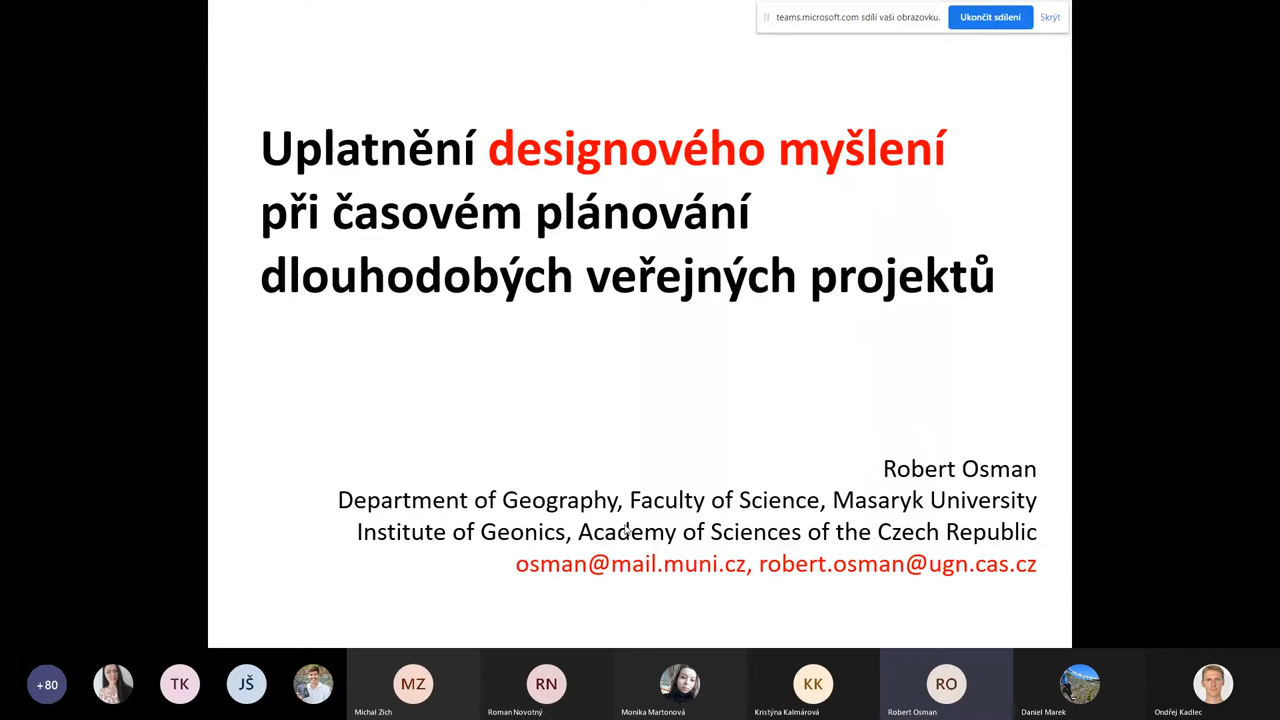 teams.microsoft.com sdílí vaši obrazovku.
Ukončit sdílení
Skrýt
Uplatnění designového myšlení
při časovém plánování
dlouhodobých veřejných projektů
Robert Osman
Department of Geography, Faculty of Science, Masaryk University
Institute of Geonics, Academy of Sciences of the Czech Republic
osman@mail.muni.cz, robert.osman@ugn.cas.cz
+80
TK
JŠ
MZ
RN
KK
RO
Michal Zich
Roman Novotný
Monika Martonová
Kristýna Kalmárová
Robert Osman
Daniel Marek
Ondřej Kadlec